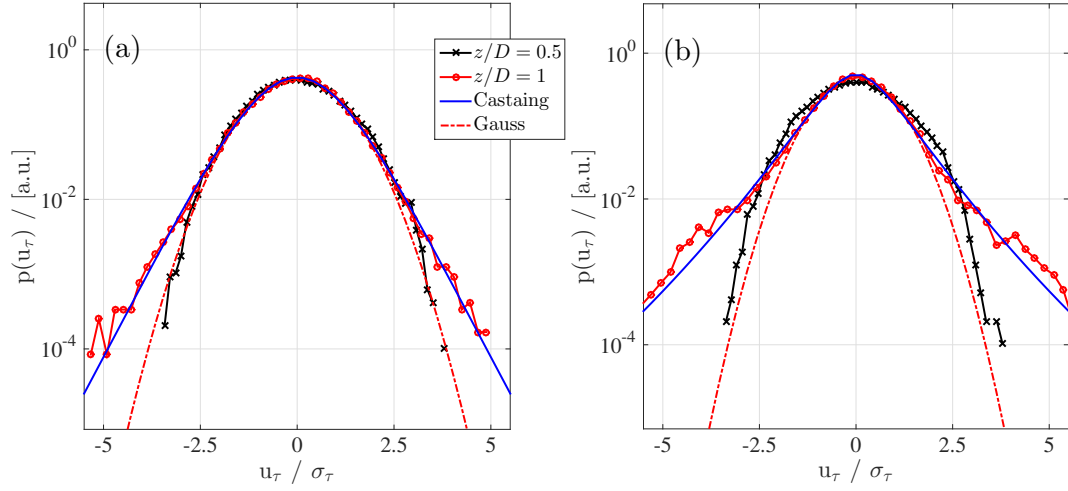 (a)
z/D = 0.5
z/D = 1
Castaing
Gauss
10^0
10^-2
10^-4
p(u_τ) / [a.u.]
-5 -2.5 0 2.5 5
u_τ / σ_τ
(b)
10^0
10^-2
10^-4
p(u_τ) / [a.u.]
-5 -2.5 0 2.5 5
u_τ / σ_τ